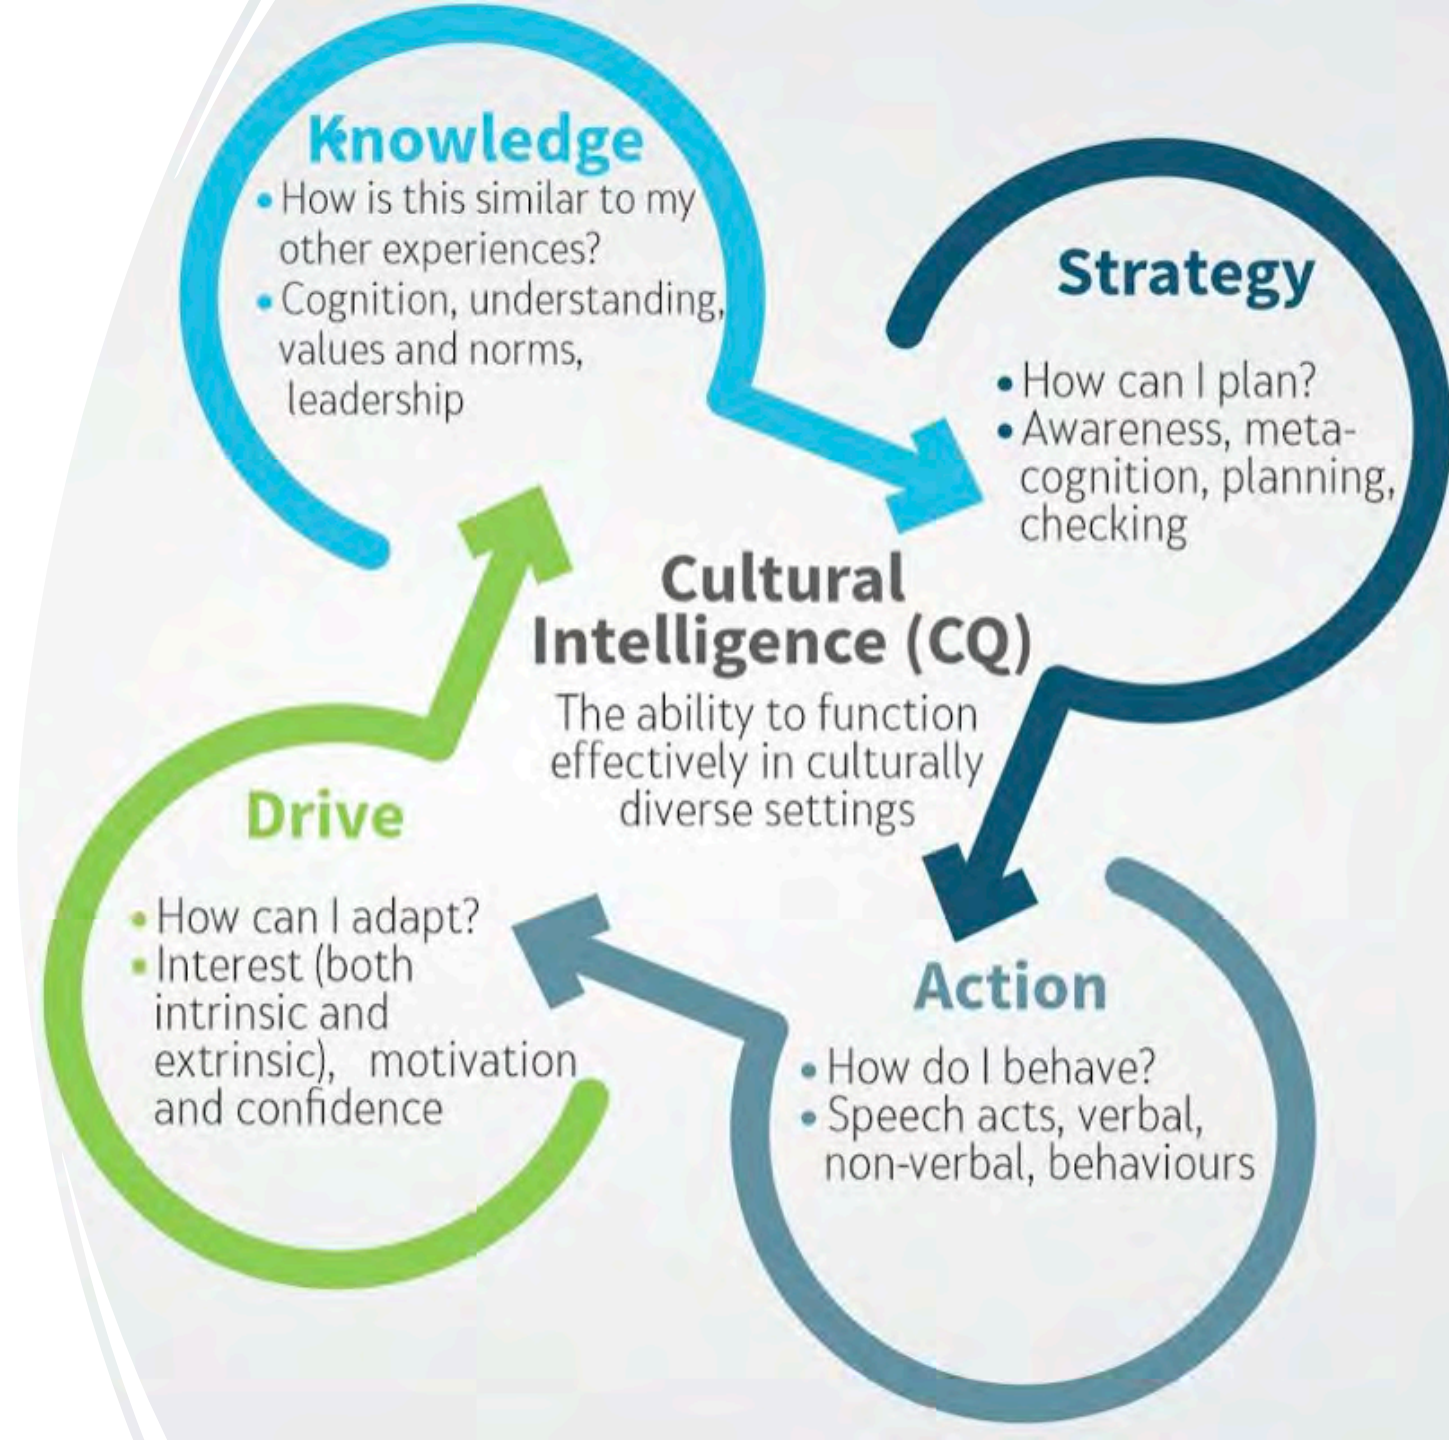 Knowledge
• How is this similar to my
other experiences?
• Cognition, understanding,
values and norms,
leadership
Strategy
• How can I plan?
• Awareness, meta-
cognition, planning,
checking
Cultural
Intelligence (CQ)
The ability to function
effectively in culturally
diverse settings
Drive
• How can I adapt?
• Interest (both
intrinsic and
extrinsic), motivation
and confidence
Action
• How do I behave?
• Speech acts, verbal,
non-verbal, behaviours